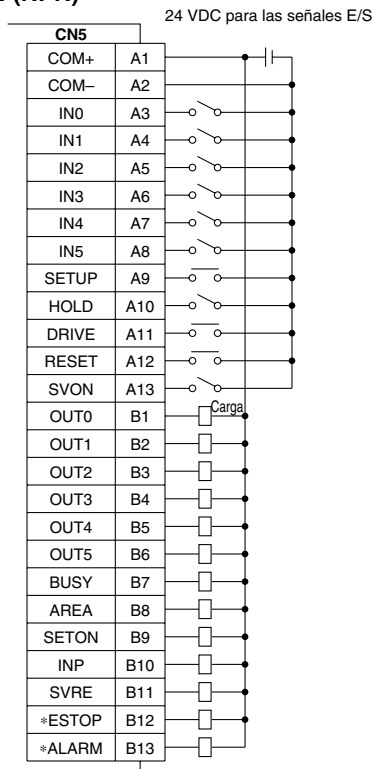 24 VDC para las señales E/S
CN5
COM+ A1
COM– A2
IN0 A3
IN1 A4
IN2 A5
IN3 A6
IN4 A7
IN5 A8
SETUP A9
HOLD A10
DRIVE A11
RESET A12
SVON A13
OUT0 B1 Carga
OUT1 B2
OUT2 B3
OUT3 B4
OUT4 B5
OUT5 B6
BUSY B7
AREA B8
SETON B9
INP B10
SVRE B11
*ESTOP B12
*ALARM B13